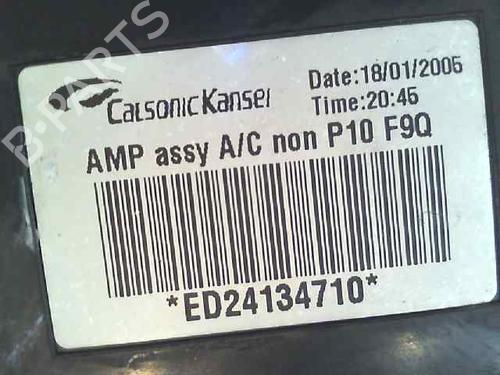 CalsonicKansei
Date:18/01/2005
Time:20:45
AMP assy A/C non P10 F9Q
*ED24134710*
B-PARTS